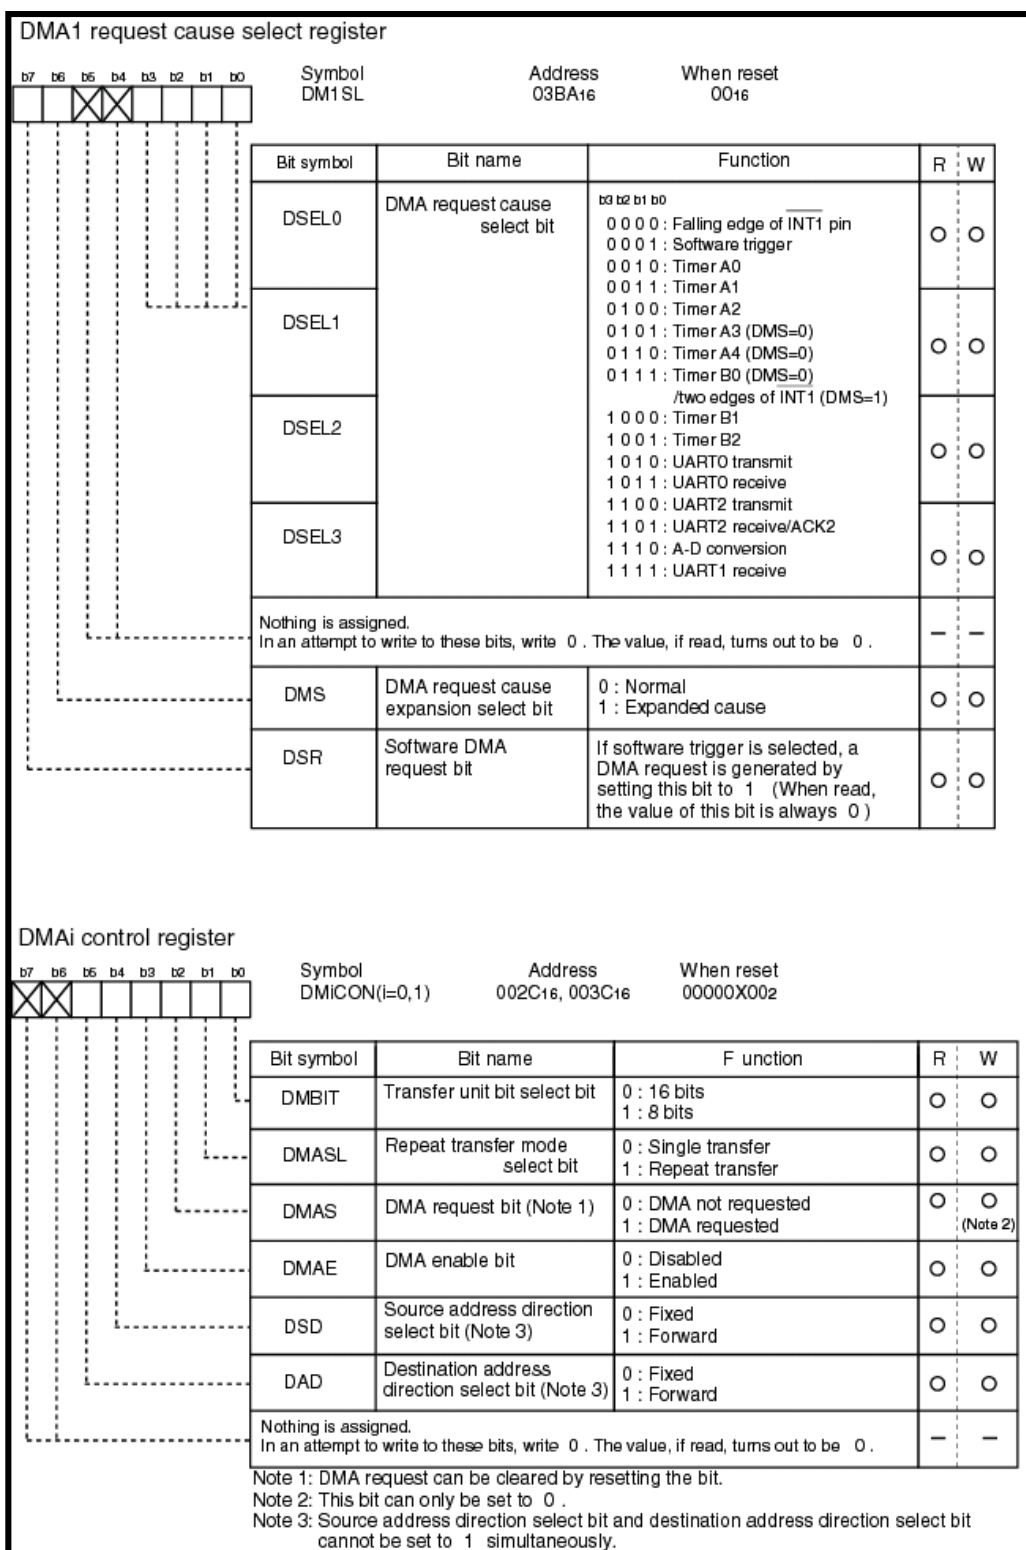 DMA1 request cause select register
b7 b6 b5 b4 b3 b2 b1 b0
Symbol Address When reset
DM1SL 03BA16 0016
Bit symbol Bit name Function R W
DSEL0 DMA request cause select bit
b3 b2 b1 b0
0 0 0 0 : Falling edge of INT1 pin
0 0 0 1 : Software trigger
0 0 1 0 : Timer A0
0 0 1 1 : Timer A1
DSEL1
0 1 0 0 : Timer A2
0 1 0 1 : Timer A3 (DMS=0)
0 1 1 0 : Timer A4 (DMS=0)
0 1 1 1 : Timer B0 (DMS=0)
/two edges of INT1 (DMS=1)
DSEL2
1 0 0 0 : Timer B1
1 0 0 1 : Timer B2
1 0 1 0 : UART0 transmit
1 0 1 1 : UART0 receive
1 1 0 0 : UART2 transmit
DSEL3
1 1 0 1 : UART2 receive/ACK2
1 1 1 0 : A-D conversion
1 1 1 1 : UART1 receive
Nothing is assigned.
In an attempt to write to these bits, write 0 . The value, if read, turns out to be 0 .
DMS
DMA request cause
expansion select bit
0 : Normal
1 : Expanded cause
DSR
Software DMA
request bit
If software trigger is selected, a
DMA request is generated by
setting this bit to 1 (When read,
the value of this bit is always 0 )
DMAi control register
b7 b6 b5 b4 b3 b2 b1 b0
Symbol Address When reset
DMiCON(i=0,1) 002C16, 003C16 00000X002
Bit symbol Bit name F unction R W
DMBIT
Transfer unit bit select bit
0 : 16 bits
1 : 8 bits
DMASL
Repeat transfer mode
select bit
0 : Single transfer
1 : Repeat transfer
DMAS
DMA request bit (Note 1)
0 : DMA not requested
1 : DMA requested
(Note 2)
DMAE
DMA enable bit
0 : Disabled
1 : Enabled
DSD
Source address direction
select bit (Note 3)
0 : Fixed
1 : Forward
DAD
Destination address
direction select bit (Note 3)
0 : Fixed
1 : Forward
Nothing is assigned.
In an attempt to write to these bits, write 0 . The value, if read, turns out to be 0 .
Note 1: DMA request can be cleared by resetting the bit.
Note 2: This bit can only be set to 0 .
Note 3: Source address direction select bit and destination address direction select bit
cannot be set to 1 simultaneously.